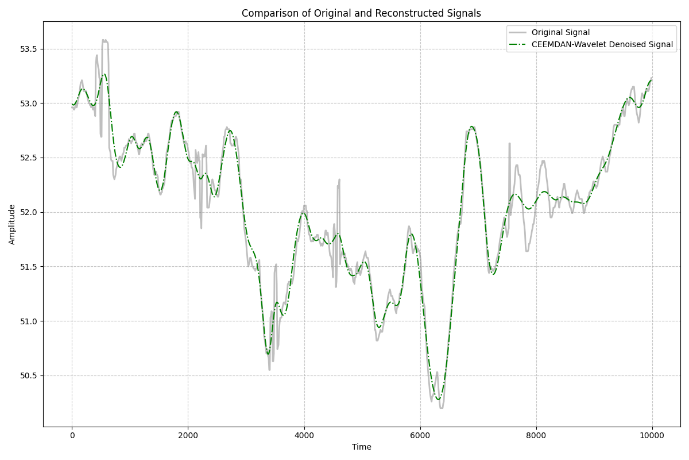 Comparison of Original and Reconstructed Signals
Original Signal
CEEMDAN-Wavelet Denoised Signal
53.5
53.0
52.5
52.0
51.5
51.0
50.5
Amplitude
0
2000
4000
6000
8000
10000
Time